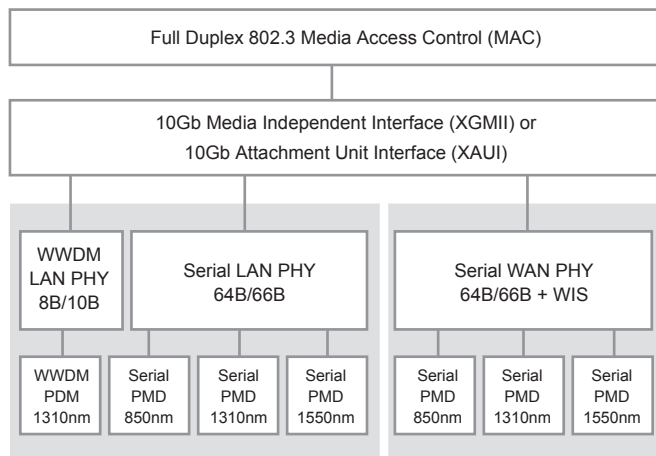 Full Duplex 802.3 Media Access Control (MAC)
10Gb Media Independent Interface (XGMII) or
10Gb Attachment Unit Interface (XAUI)
WWDM
LAN PHY
8B/10B
Serial LAN PHY
64B/66B
Serial WAN PHY
64B/66B + WIS
WWDM
PDM
1310nm
Serial
PMD
850nm
Serial
PMD
1310nm
Serial
PMD
1550nm
Serial
PMD
850nm
Serial
PMD
1310nm
Serial
PMD
1550nm